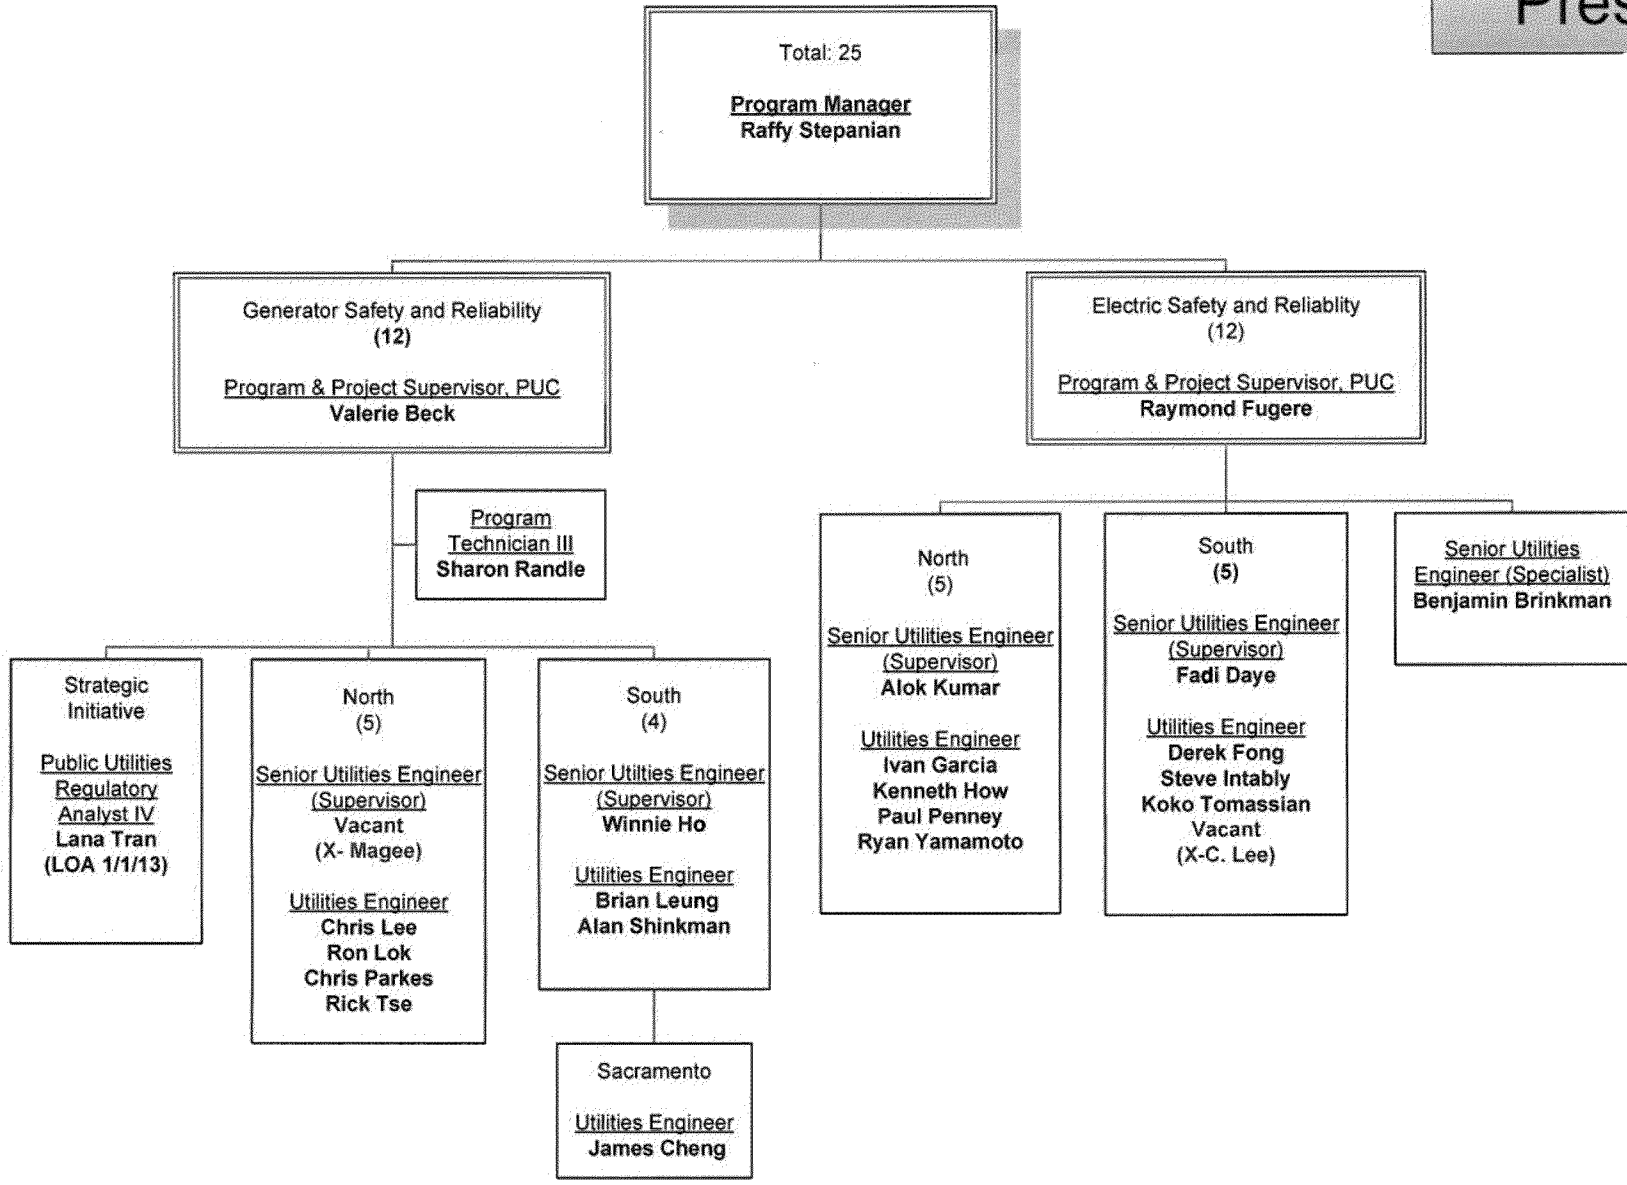 Total: 25
Program Manager
Raffy Stepanian
Generator Safety and Reliability
(12)
Program & Project Supervisor, PUC
Valerie Beck
Electric Safety and Reliablity
(12)
Program & Project Supervisor, PUC
Raymond Fugere
Program
Technician III
Sharon Randle
Strategic
Initiative
Public Utilities
Regulatory
Analyst IV
Lana Tran
(LOA 1/1/13)
North
(5)
Senior Utilities Engineer
(Supervisor)
Vacant
(X- Magee)
Utilities Engineer
Chris Lee
Ron Lok
Chris Parkes
Rick Tse
South
(4)
Senior Utilties Engineer
(Supervisor)
Winnie Ho
Utilities Engineer
Brian Leung
Alan Shinkman
Sacramento
Utilities Engineer
James Cheng
North
(5)
Senior Utilities Engineer
(Supervisor)
Alok Kumar
Utilities Engineer
Ivan Garcia
Kenneth How
Paul Penney
Ryan Yamamoto
South
(5)
Senior Utilities Engineer
(Supervisor)
Fadi Daye
Utilities Engineer
Derek Fong
Steve Intably
Koko Tomassian
Vacant
(X-C. Lee)
Senior Utilities
Engineer (Specialist)
Benjamin Brinkman